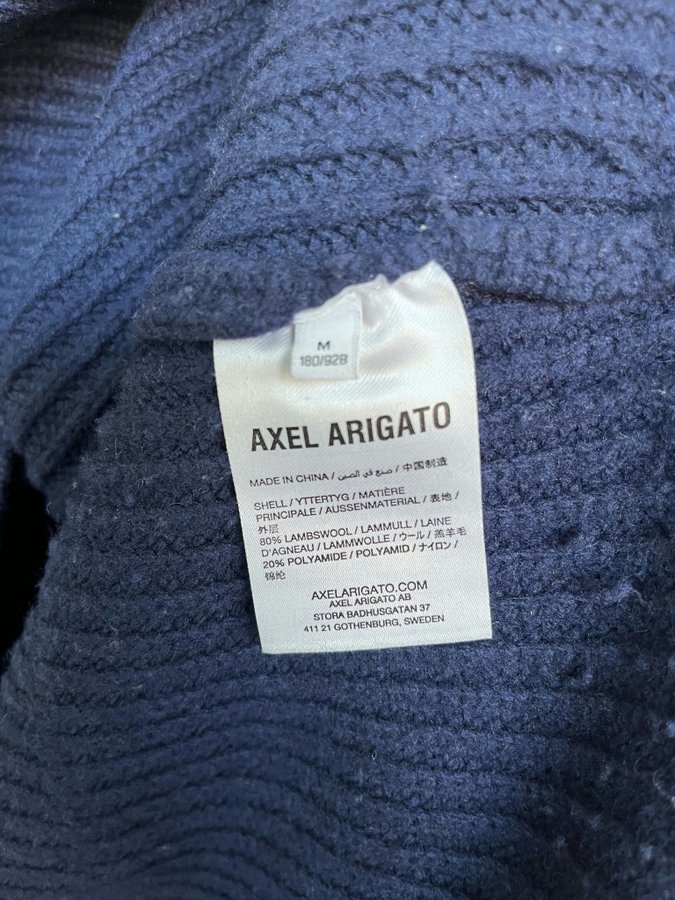 M
180/92B
AXEL ARIGATO
MADE IN CHINA / صنع في الصين / 中国制造
SHELL / YTTERTYG / MATIÈRE
PRINCIPALE / AUSSENMATERIAL / 表地 /
外层
80% LAMBSWOOL / LAMMULL / LAINE
D'AGNEAU / LAMMWOLLE / ウール / 羔羊毛
20% POLYAMIDE / POLYAMID / ナイロン /
锦纶
AXELARIGATO.COM
AXEL ARIGATO AB
STORA BADHUSGATAN 37
411 21 GOTHENBURG, SWEDEN